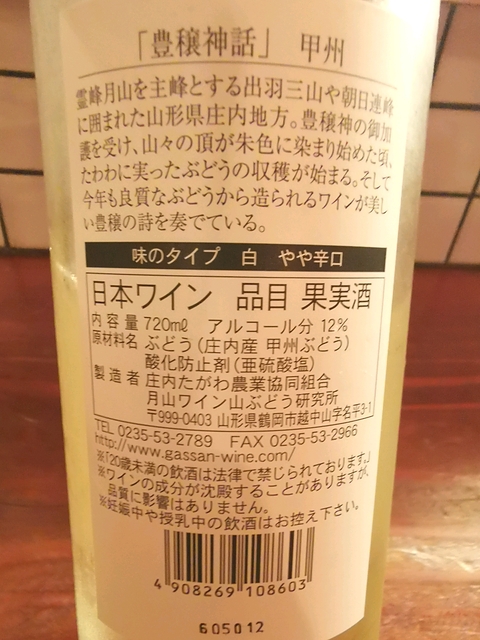 「豊穣神話」 甲州
霊峰月山を主峰とする出羽三山や朝日連峰
に囲まれた山形県庄内地方。豊穣神の御加
護を受け、山々の頂が朱色に染まり始めた頃、
たわわに実ったぶどうの収穫が始まる。そして
今年も良質なぶどうから造られるワインが美し
い豊穣の詩を奏でている。
味のタイプ 白 やや辛口
日本ワイン 品目 果実酒
内容量 720mℓ アルコール分 12%
原材料名 ぶどう(庄内産 甲州ぶどう)
酸化防止剤(亜硫酸塩)
製造者 庄内たがわ農業協同組合
月山ワイン山ぶどう研究所
〒999-0403 山形県鶴岡市越中山字名平3-1
TEL 0235-53-2789 FAX 0235-53-2966
http://www.gassan-wine.com/
※「20歳未満の飲酒は法律で禁じられております。」
※ワインの成分が沈殿することがありますが、
品質に影響はありません。
※妊娠中や授乳中の飲酒はお控え下さい。
4 908269 108603
605012